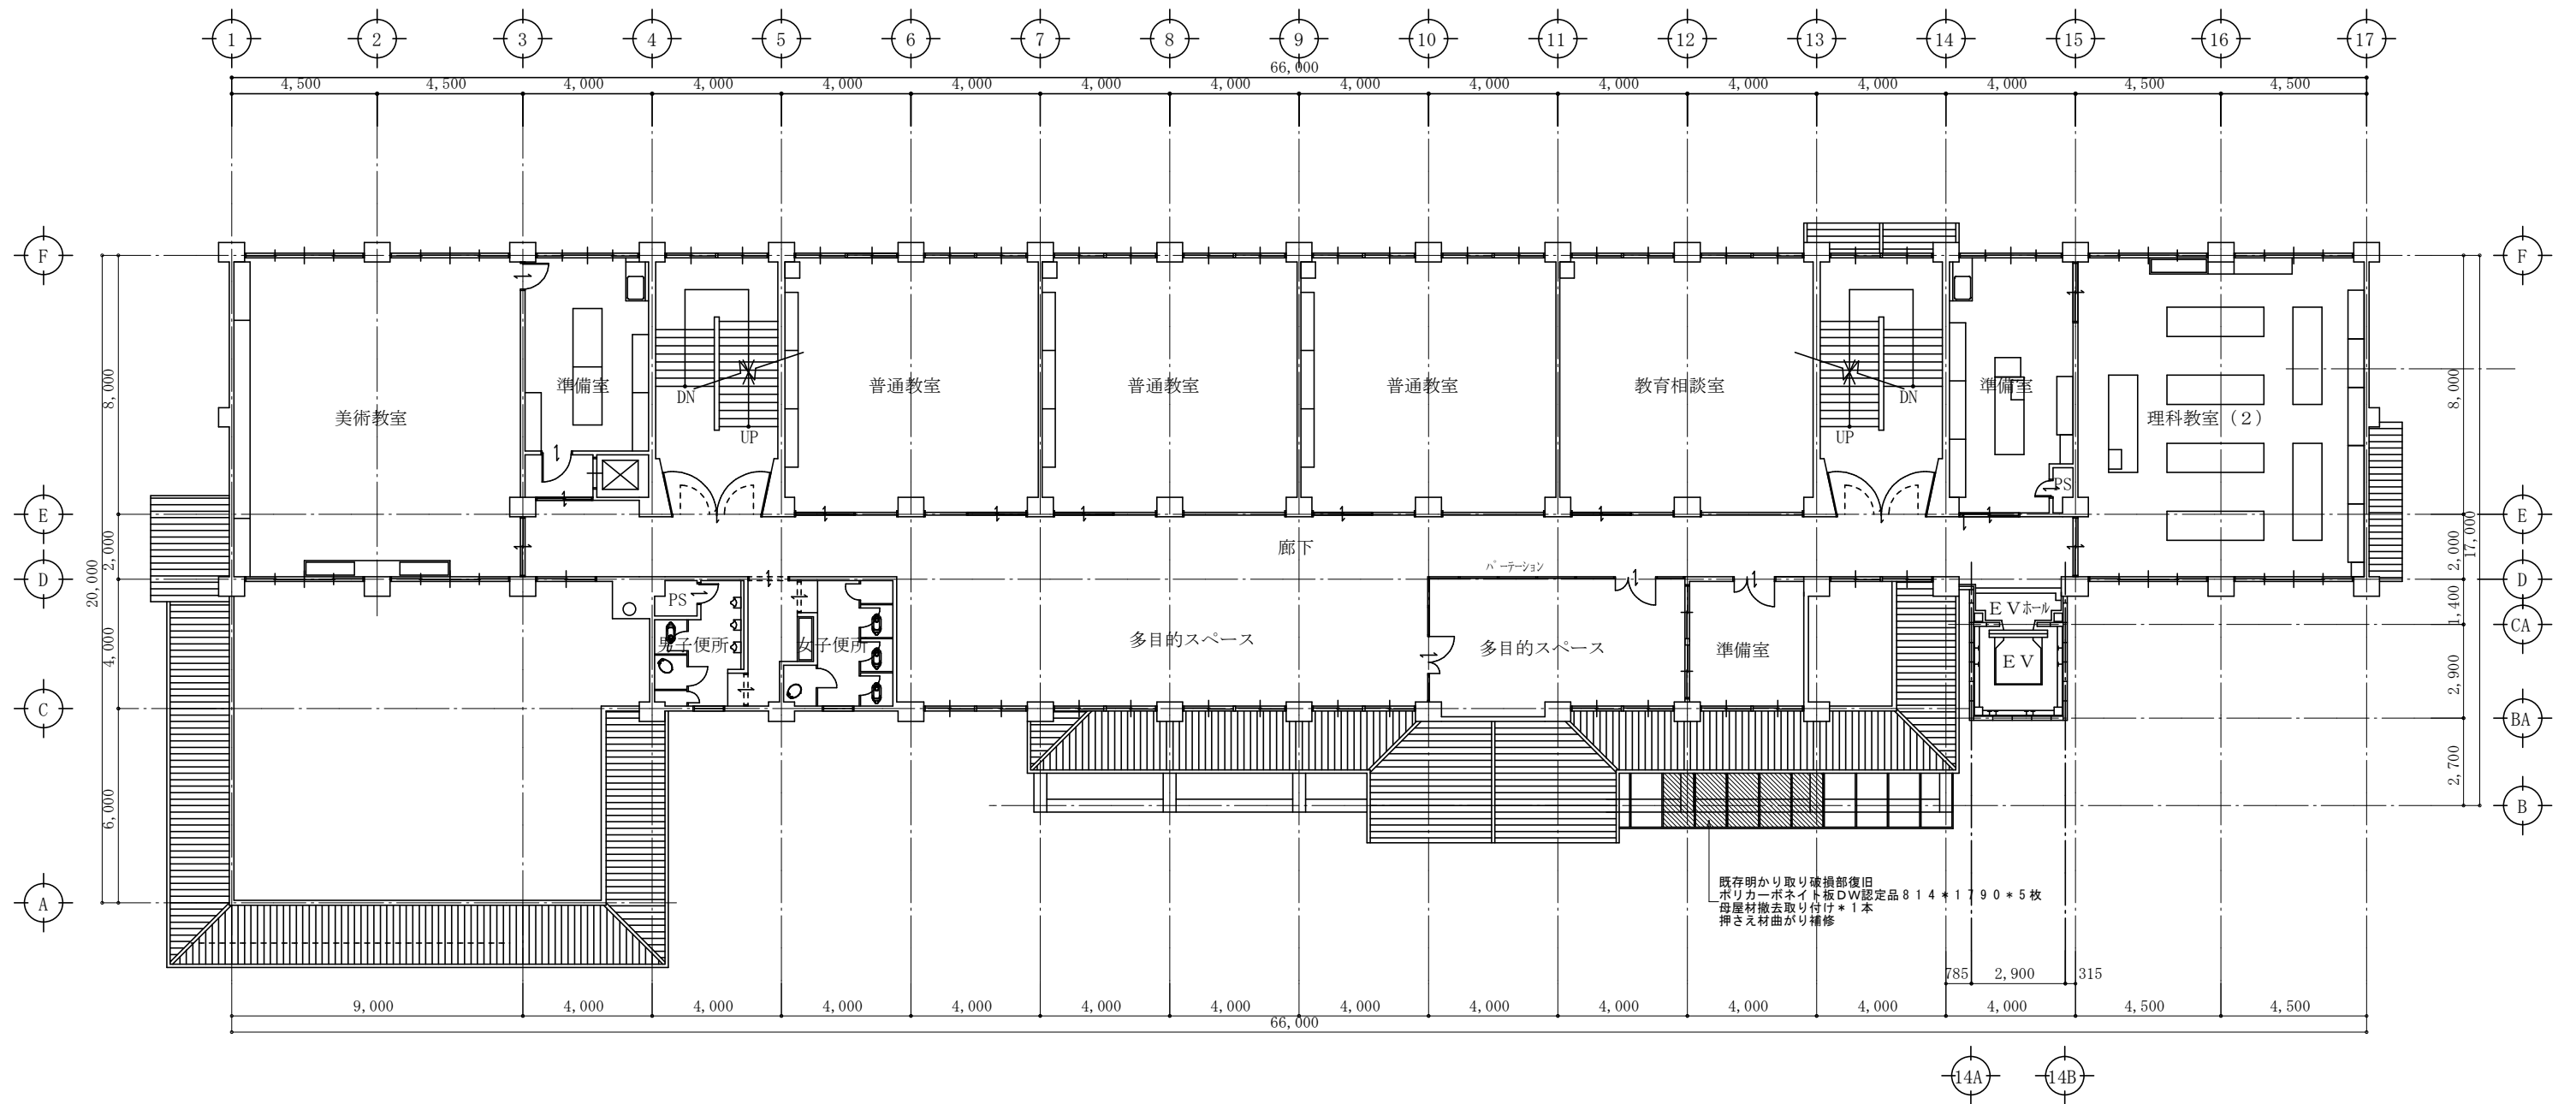 1 2 3 4 5 6 7 8 9 10 11 12 13 14 15 16 17
66,000
4,500 4,500 4,000 4,000 4,000 4,000 4,000 4,000 4,000 4,000 4,000 4,000 4,000 4,000 4,500 4,500
F F
8,000 8,000
準備室 普通教室 普通教室 普通教室 教育相談室 準備室
DN DN
美術教室 理科教室(2)
UP UP
PS
E E
17,000
2,000 2,000
廊下
パーテーション
D D
20,000
PS
1,400
EVホール
CA
4,000
男子便所 女子便所 多目的スペース 多目的スペース 準備室
EV
2,900
C
BA
2,700
6,000
B
既存明かり取り破損部復旧
ポリカーボネイト板DW認定品814*1790*5枚
母屋材撤去取り付け*1本
押さえ材曲がり補修
A
785 2,900 315
9,000 4,000 4,000 4,000 4,000 4,000 4,000 4,000 4,000 4,000 4,000 4,000 4,000 4,500 4,500
66,000
14A 14B